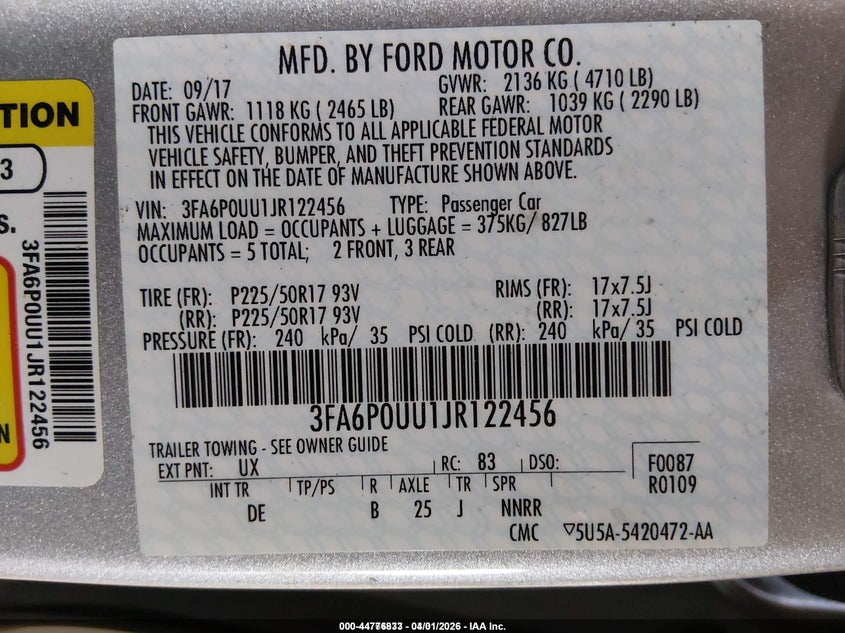 MFD. BY FORD MOTOR CO.
DATE: 09/17 GVWR: 2136 KG ( 4710 LB)
FRONT GAWR: 1118 KG ( 2465 LB) REAR GAWR: 1039 KG ( 2290 LB)
THIS VEHICLE CONFORMS TO ALL APPLICABLE FEDERAL MOTOR
VEHICLE SAFETY, BUMPER, AND THEFT PREVENTION STANDARDS
IN EFFECT ON THE DATE OF MANUFACTURE SHOWN ABOVE.
VIN: 3FA6P0UU1JR122456 TYPE: Passenger Car
MAXIMUM LOAD = OCCUPANTS + LUGGAGE = 375KG/ 827LB
OCCUPANTS = 5 TOTAL; 2 FRONT, 3 REAR
TIRE (FR): P225/50R17 93V RIMS (FR): 17x7.5J
(RR): P225/50R17 93V (RR): 17x7.5J
PRESSURE (FR): 240 kPa/ 35 PSI COLD (RR): 240 kPa/ 35 PSI COLD
3FA6P0UU1JR122456
TRAILER TOWING - SEE OWNER GUIDE
EXT PNT: UX RC: 83 DSO: F0087
R0109
INT TR TP/PS R AXLE TR SPR
DE B 25 J NNRR
CMC ▽5U5A-5420472-AA
TION
3
S.
3FA6P0UU1JR122456
N
04/01/2026 - IAA Inc.